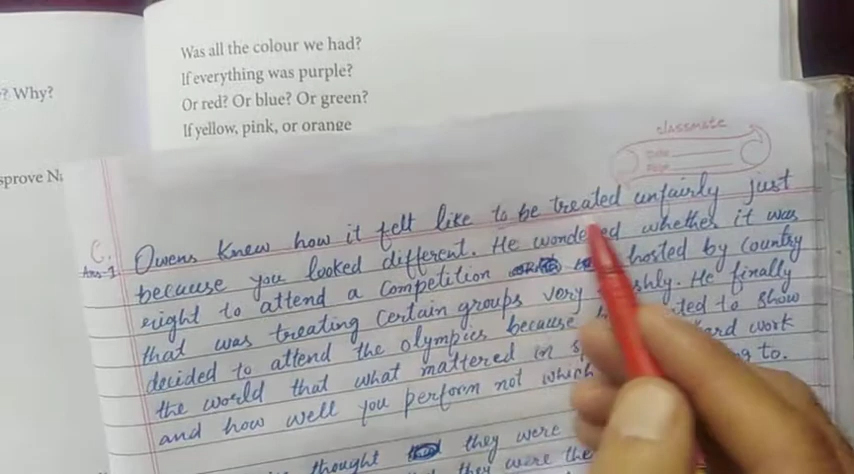 Was all the colour we had?
? Why?
If everything was purple?
Or red? Or blue? Or green?
If yellow, pink, or orange
sprove N
classmate
Date
Page
C.
Ans-1 Owens knew how it felt like to be treated unfairly just
because you looked different. He wondered whether it was
right to attend a competition hosted by country
that was treating certain groups very shly. He finally
decided to attend the olympics because ted to show
the world that what mattered in s ard work
and how well you perform not which ng to.
thought they were
they were the